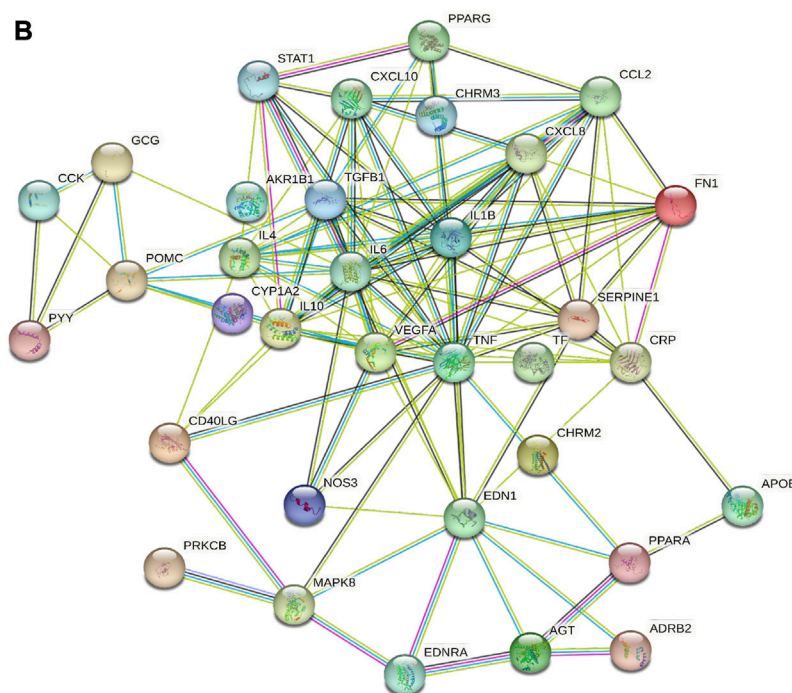 B
PPARG
STAT1
CXCL10
CCL2
CHRM3
CXCL8
GCG
CCK
AKR1B1
TGFB1
FN1
IL4
IL1B
POMC
IL6
CYP1A2
IL10
SERPINE1
PYY
VEGFA
TNF
TF
CRP
CD40LG
CHRM2
NOS3
EDN1
APOB
PRKCB
PPARA
MAPK8
AGT
ADRB2
EDNRA